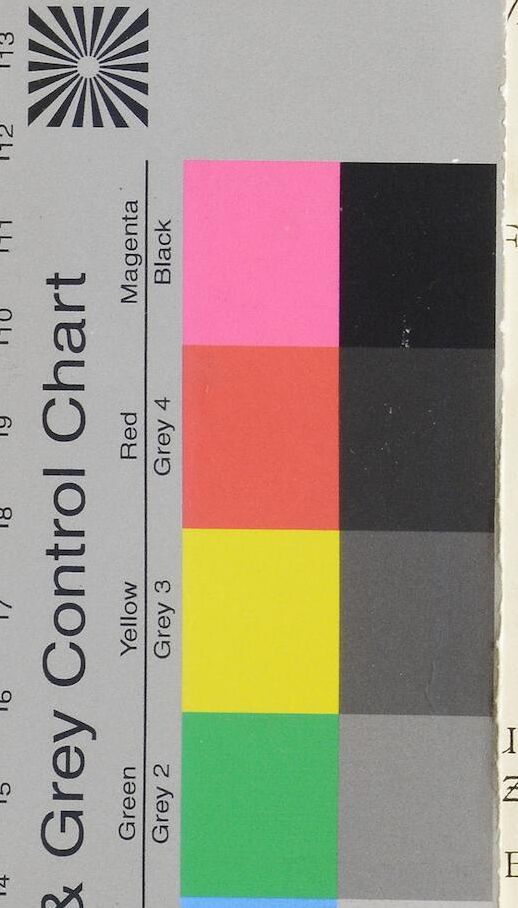 & Grey Control Chart
Green Yellow Red Magenta
Grey 2 Grey 3 Grey 4 Black